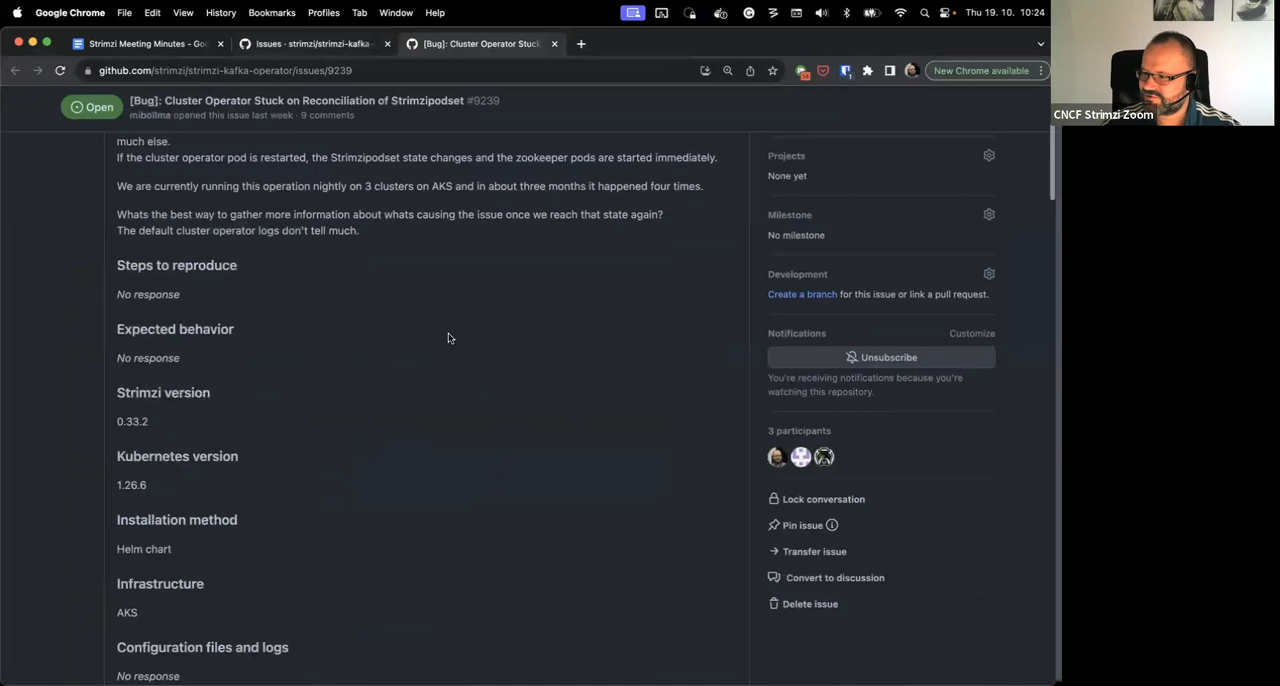 Google Chrome File Edit View History Bookmarks Profiles Tab Window Help Thu 19. 10. 10:24
Strimzi Meeting Minutes - Go
Issues · strimzi/strimzi-kafka-
[Bug]: Cluster Operator Stuck
github.com/strimzi/strimzi-kafka-operator/issues/9239
New Chrome available
CNCF Strimzi Zoom
Open
[Bug]: Cluster Operator Stuck on Reconciliation of Strimzipodset #9239
mibollma opened this issue last week · 9 comments
much else.
If the cluster operator pod is restarted, the Strimzipodset state changes and the zookeeper pods are started immediately.
We are currently running this operation nightly on 3 clusters on AKS and in about three months it happened four times.
Whats the best way to gather more information about whats causing the issue once we reach that state again?
The default cluster operator logs don't tell much.
Steps to reproduce
No response
Expected behavior
No response
Strimzi version
0.33.2
Kubernetes version
1.26.6
Installation method
Helm chart
Infrastructure
AKS
Configuration files and logs
No response
Projects
None yet
Milestone
No milestone
Development
Create a branch for this issue or link a pull request.
Notifications
Customize
Unsubscribe
You're receiving notifications because you're
watching this repository.
3 participants
Lock conversation
Pin issue
Transfer issue
Convert to discussion
Delete issue